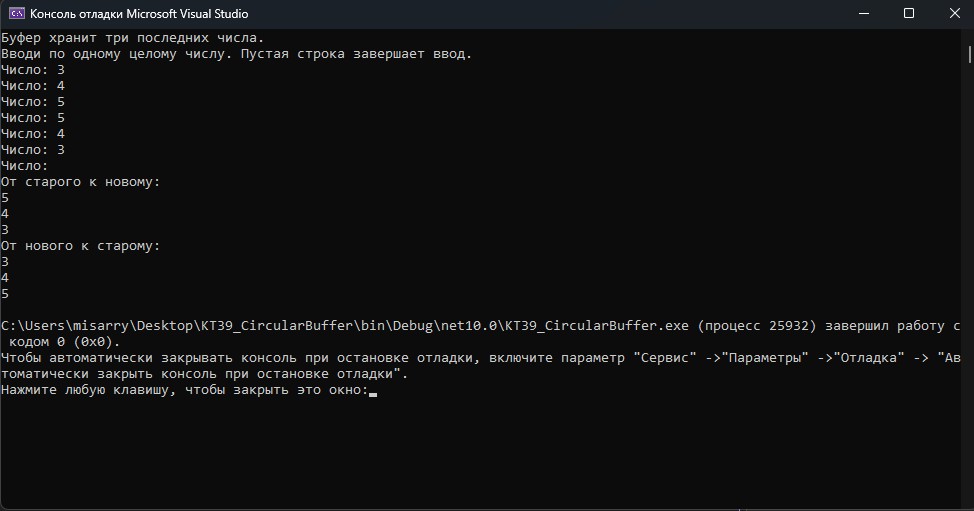 Консоль отладки Microsoft Visual Studio
Буфер хранит три последних числа.
Вводи по одному целому числу. Пустая строка завершает ввод.
Число: 3
Число: 4
Число: 5
Число: 5
Число: 4
Число: 3
Число:
От старого к новому:
5
4
3
От нового к старому:
3
4
5
C:\Users\misarry\Desktop\KT39_CircularBuffer\bin\Debug\net10.0\KT39_CircularBuffer.exe (процесс 25932) завершил работу с
кодом 0 (0x0).
Чтобы автоматически закрывать консоль при остановке отладки, включите параметр "Сервис" ->"Параметры" ->"Отладка" -> "Ав
томатически закрыть консоль при остановке отладки".
Нажмите любую клавишу, чтобы закрыть это окно: